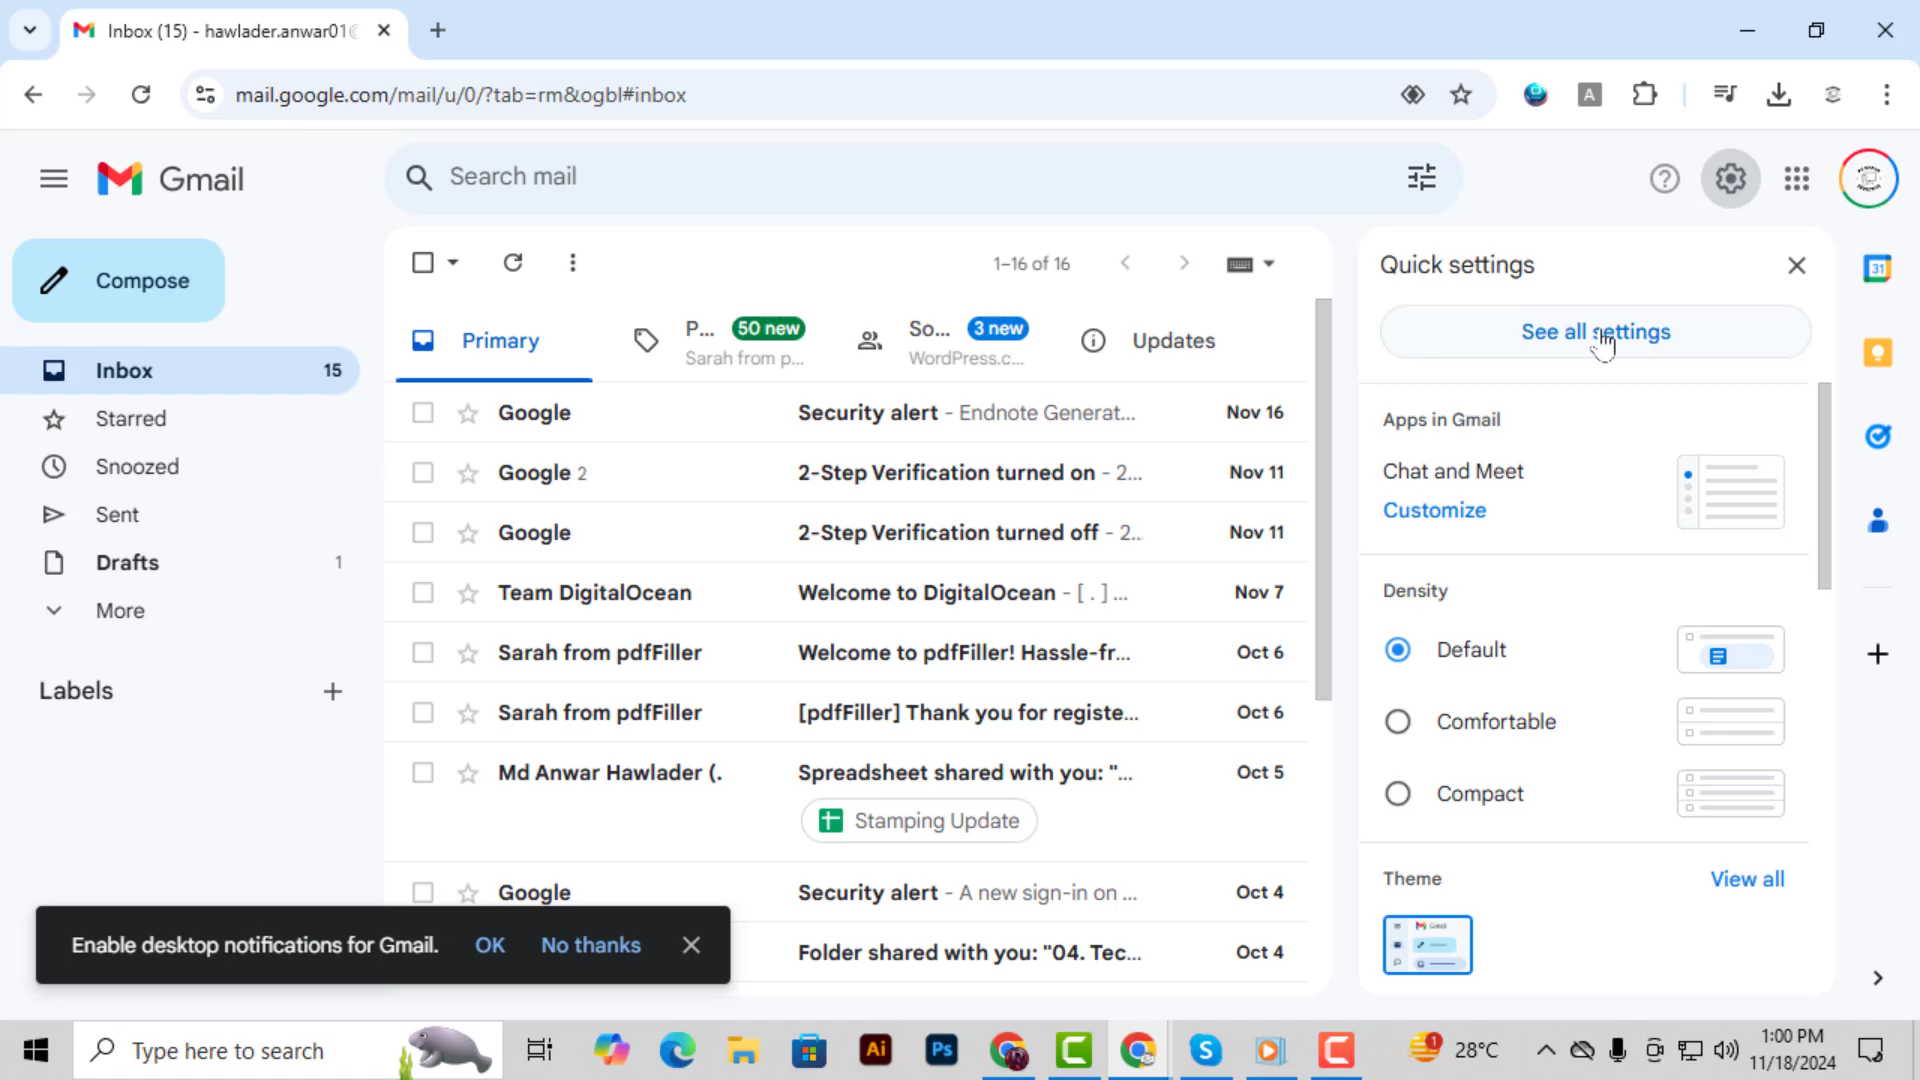 Inbox (15) - hawlader.anwar01@
mail.google.com/mail/u/0/?tab=rm&ogbl#inbox
A
Gmail
Search mail
Compose
1–16 of 16
Quick settings
31
See all settings
Primary
P... 50 new
Sarah from p...
So... 3 new
WordPress.c...
Updates
Inbox 15
Starred
Snoozed
Sent
Drafts 1
More
Labels
Google Security alert - Endnote Generat... Nov 16
Google 2 2-Step Verification turned on - 2... Nov 11
Google 2-Step Verification turned off - 2... Nov 11
Team DigitalOcean Welcome to DigitalOcean - [ . ] ... Nov 7
Sarah from pdfFiller Welcome to pdfFiller! Hassle-fr... Oct 6
Sarah from pdfFiller [pdfFiller] Thank you for registe... Oct 6
Md Anwar Hawlader (. Spreadsheet shared with you: "... Oct 5
Stamping Update
Google Security alert - A new sign-in on ... Oct 4
Folder shared with you: "04. Tec... Oct 4
Apps in Gmail
Chat and Meet
Customize
Density
Default
Comfortable
Compact
Theme View all
Gmail
Enable desktop notifications for Gmail. OK No thanks
Type here to search
Ai
Ps
S
1
28°C
1:00 PM
11/18/2024